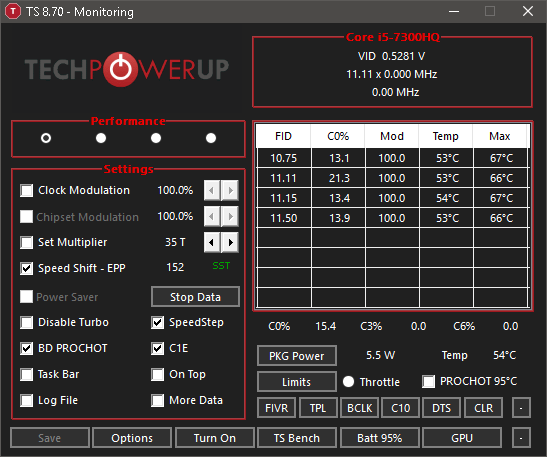 TS 8.70 - Monitoring
TECHPOWERUP
Core i5-7300HQ
VID 0.5281 V
11.11 x 0.000 MHz
0.00 MHz
Performance
FID C0% Mod Temp Max
10.75 13.1 100.0 53°C 67°C
11.11 21.3 100.0 53°C 66°C
11.15 13.4 100.0 54°C 67°C
11.50 13.9 100.0 53°C 66°C
Settings
Clock Modulation 100.0%
Chipset Modulation 100.0%
Set Multiplier 35 T
Speed Shift - EPP 152 SST
Power Saver Stop Data
Disable Turbo SpeedStep
BD PROCHOT C1E
Task Bar On Top
Log File More Data
C0% 15.4 C3% 0.0 C6% 0.0
PKG Power 5.5 W Temp 54°C
Limits Throttle PROCHOT 95°C
FIVR TPL BCLK C10 DTS CLR -
Save Options Turn On TS Bench Batt 95% GPU -